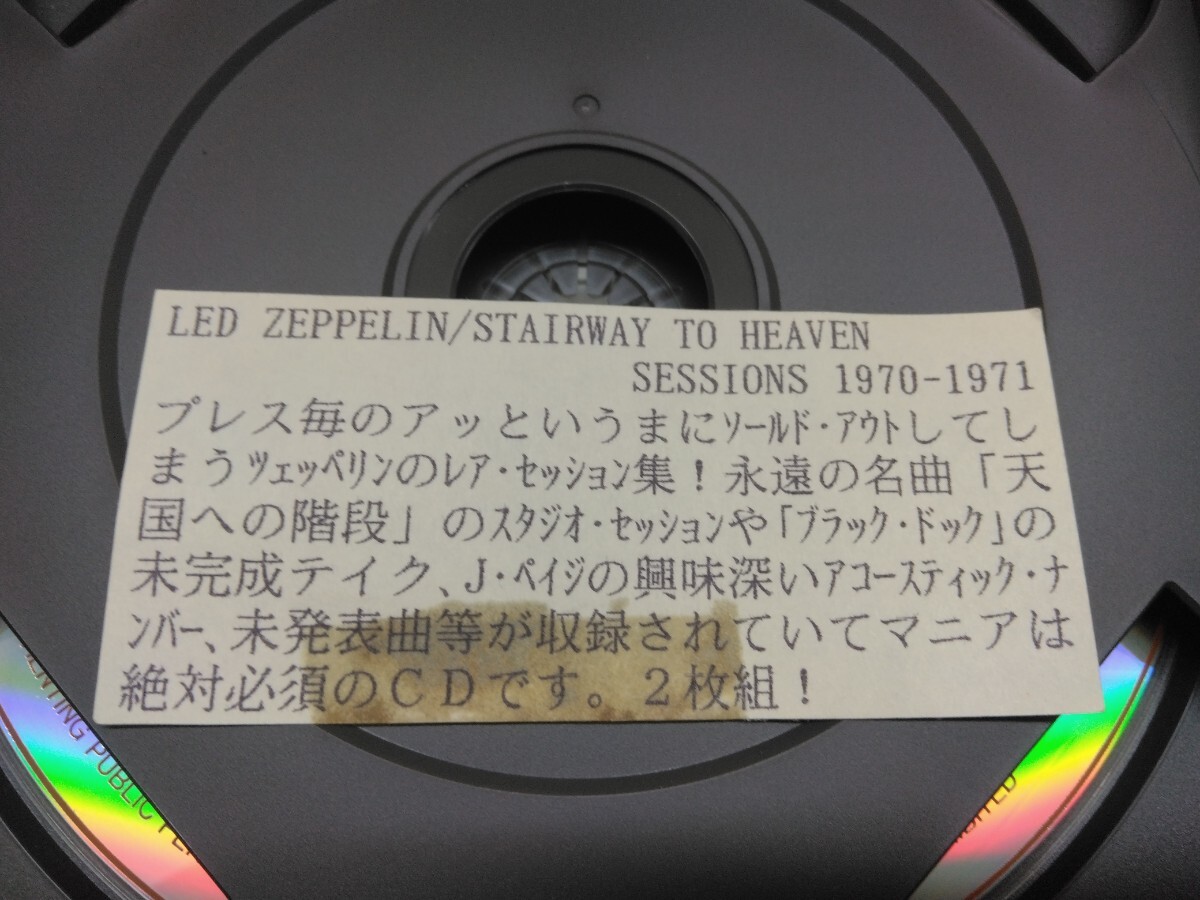 LED ZEPPELIN/STAIRWAY TO HEAVEN
SESSIONS 1970-1971
プレス毎のアッというまにソールド・アウトしてし
まうツェッペリンのレア・セッション集！永遠の名曲「天
国への階段」のスタジオ・セッションや「ブラック・ドック」の
未完成テイク、J・ペイジの興味深いアコースティック・ナ
ンバー、未発表曲等が収録されていてマニアは
絶対必須のＣＤです。２枚組！
ENTING PUBLIC